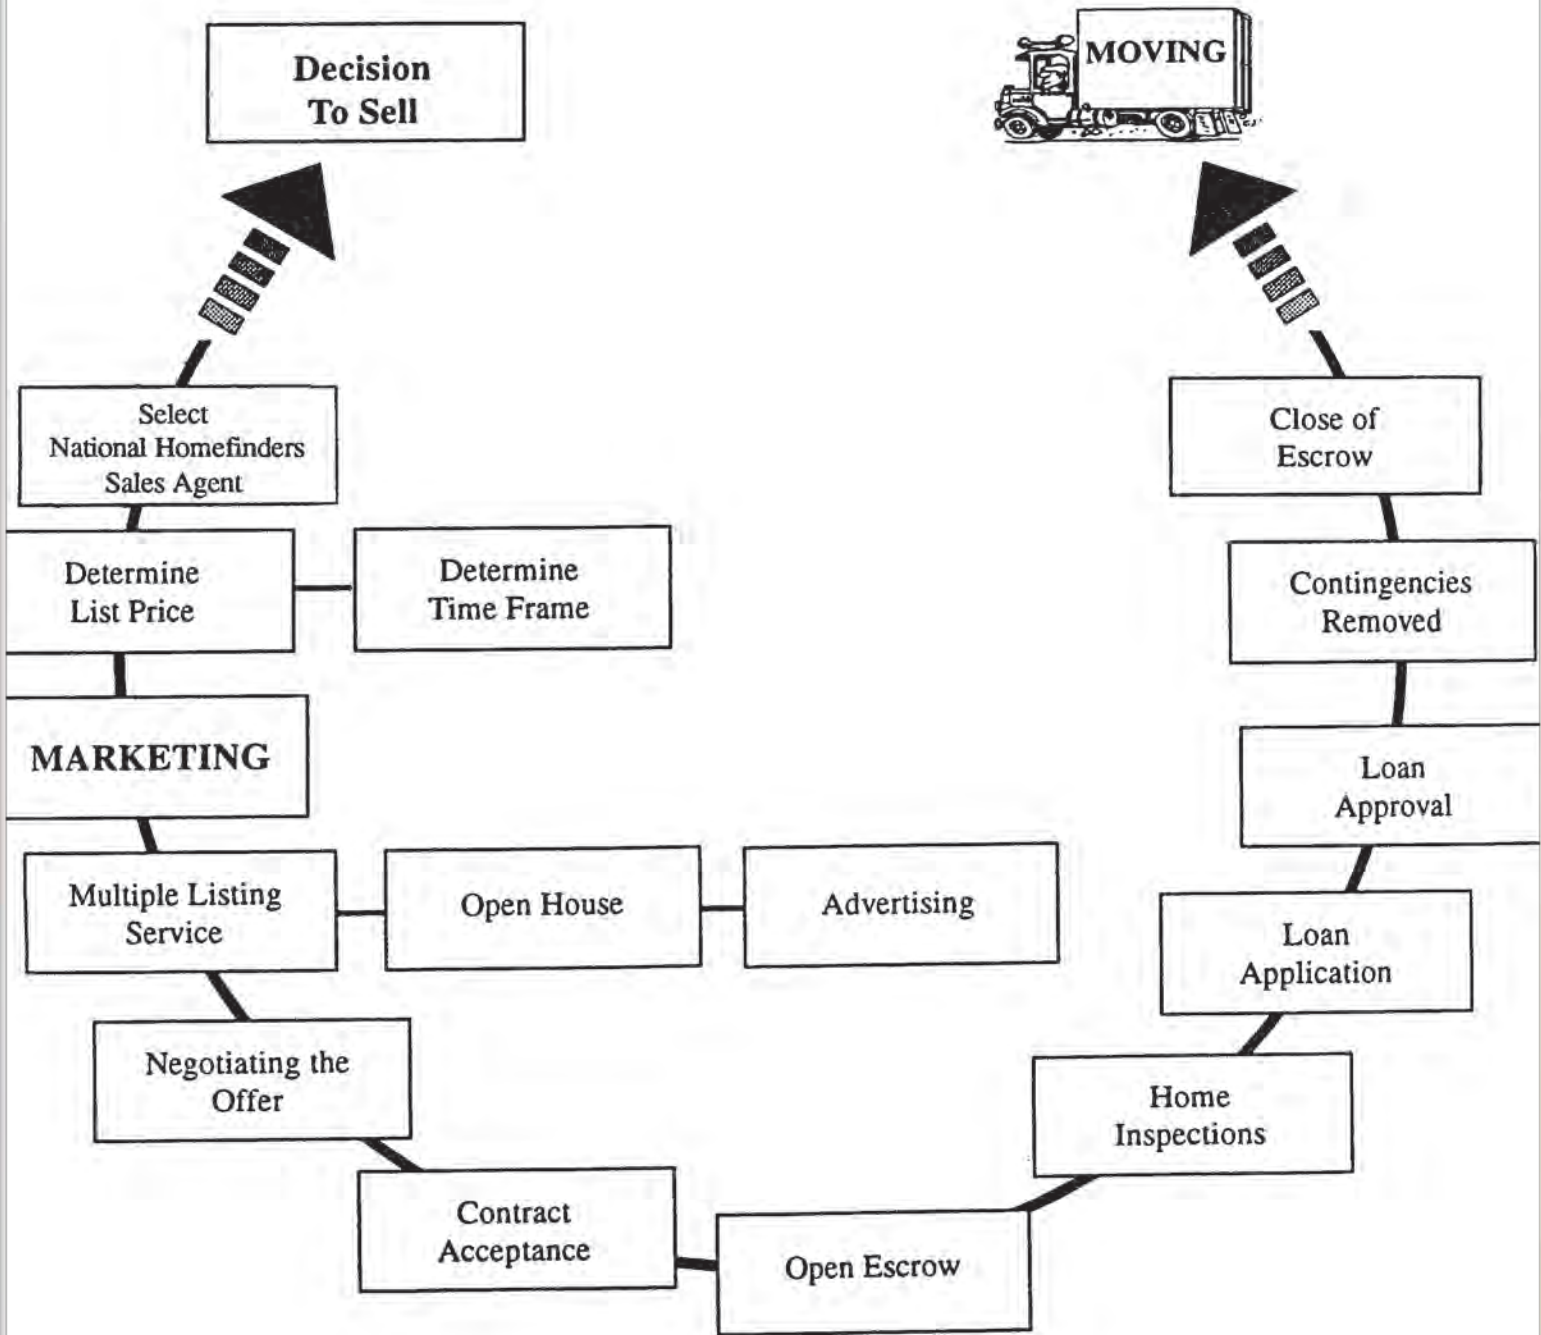 Decision
To Sell
MOVING
Select
National Homefinders
Sales Agent
Determine
List Price
Determine
Time Frame
MARKETING
Multiple Listing
Service
Open House
Advertising
Negotiating the
Offer
Contract
Acceptance
Open Escrow
Home
Inspections
Loan
Application
Loan
Approval
Contingencies
Removed
Close of
Escrow